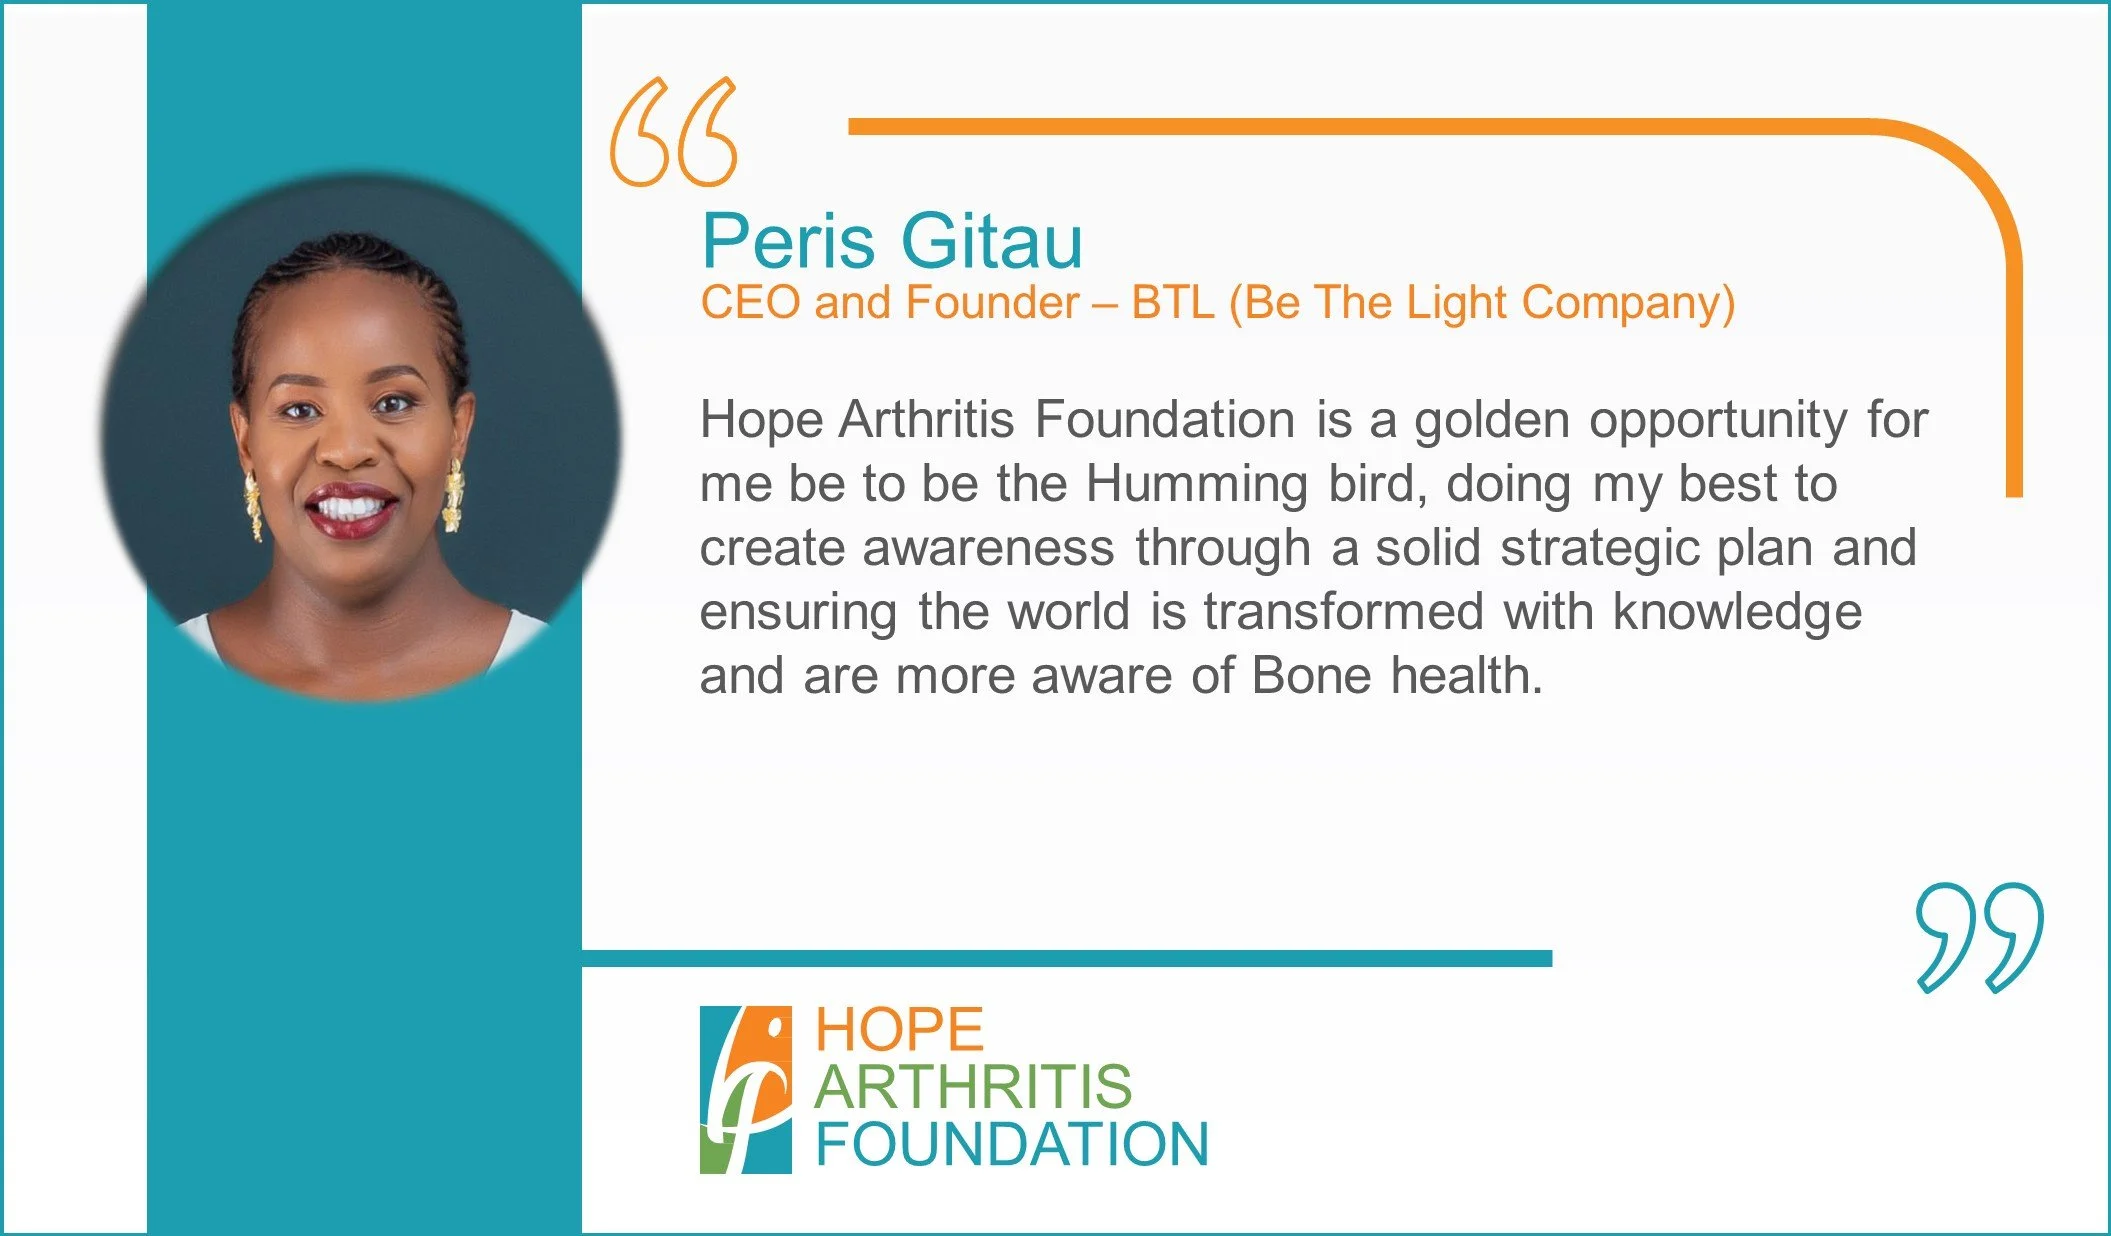 “
Peris Gitau
CEO and Founder – BTL (Be The Light Company)
Hope Arthritis Foundation is a golden opportunity for
me be to be the Humming bird, doing my best to
create awareness through a solid strategic plan and
ensuring the world is transformed with knowledge
and are more aware of Bone health.
”
HOPE
ARTHRITIS
FOUNDATION